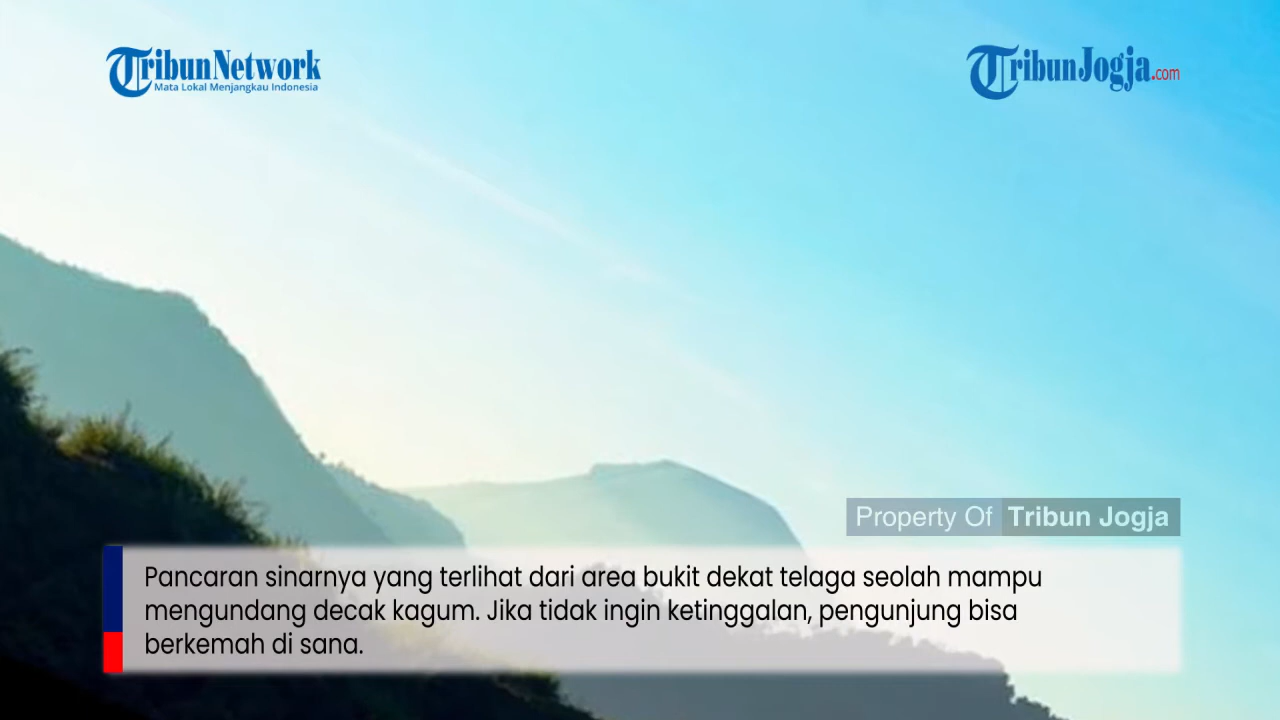 TribunNetwork
Mata Lokal Menjangkau Indonesia
TribunJogja.com
Property Of Tribun Jogja
Pancaran sinarnya yang terlihat dari area bukit dekat telaga seolah mampu
mengundang decak kagum. Jika tidak ingin ketinggalan, pengunjung bisa
berkemah di sana.